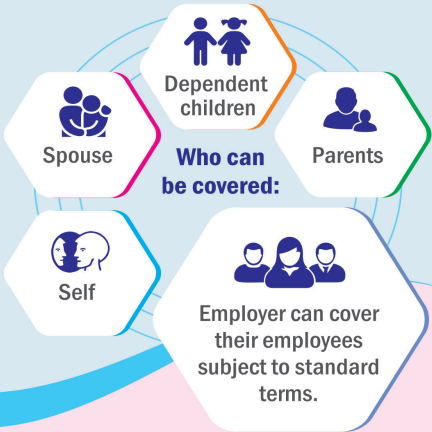 Dependent
children
Spouse
Who can
be covered:
Parents
Self
Employer can cover
their employees
subject to standard
terms.